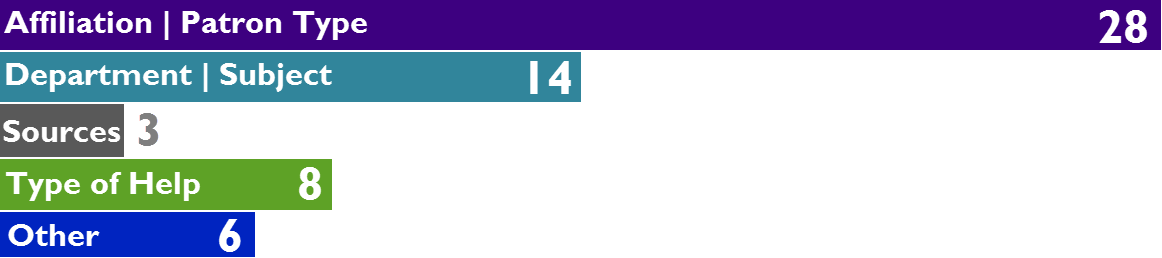 Affiliation | Patron Type 28
Department | Subject 14
Sources 3
Type of Help 8
Other 6